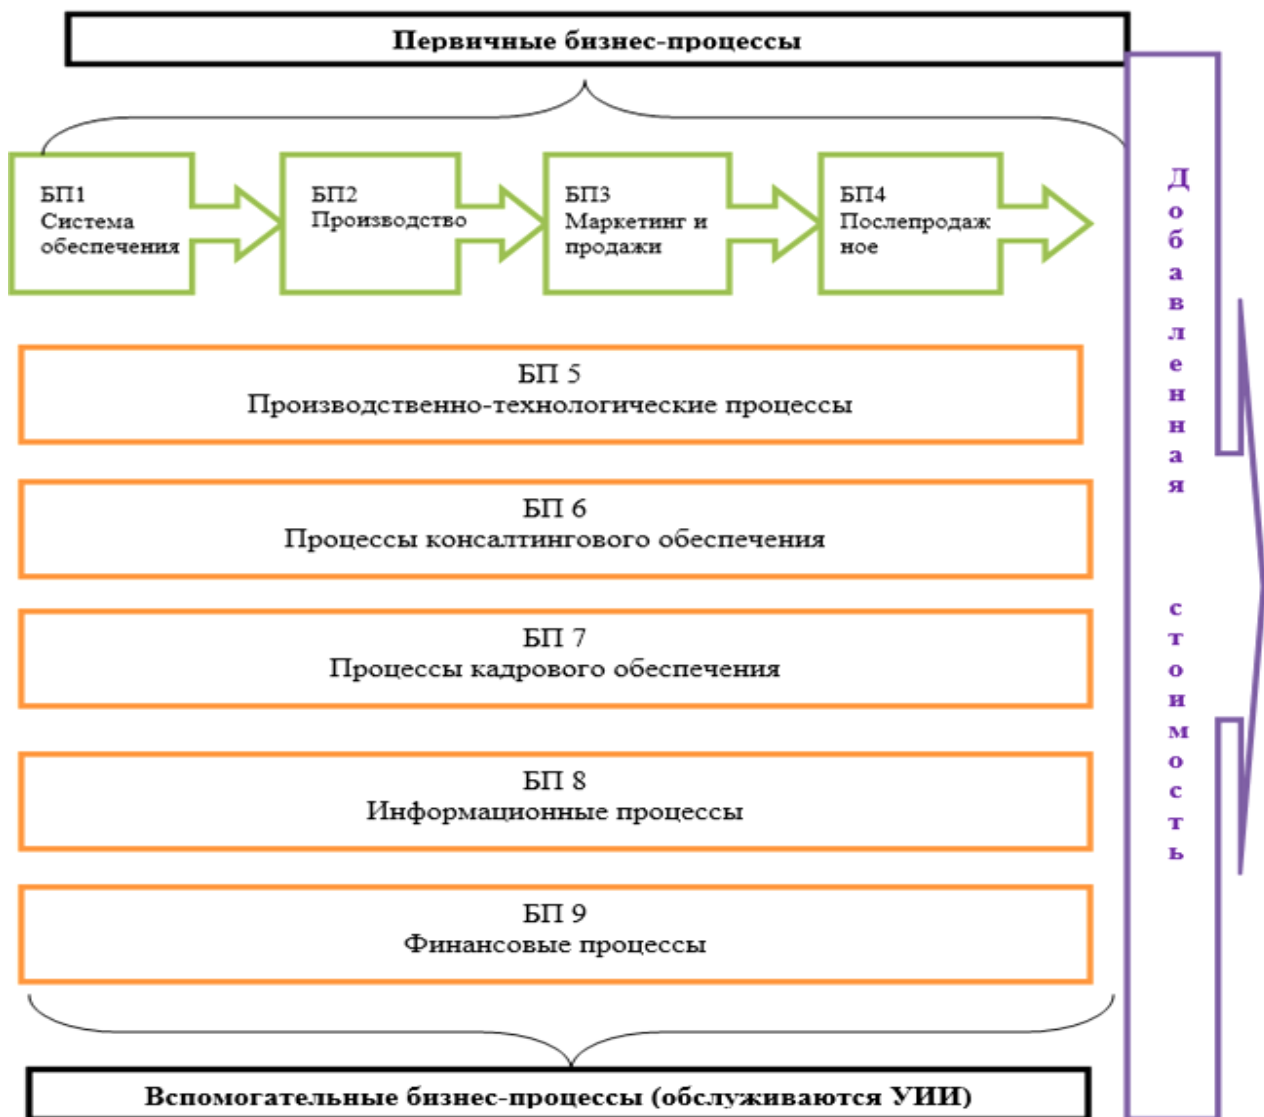 Первичные бизнес-процессы
БП1
Система
обеспечения
БП2
Производство
БП3
Маркетинг и
продажи
БП4
Послепродаж
ное
БП 5
Производственно-технологические процессы
БП 6
Процессы консалтингового обеспечения
БП 7
Процессы кадрового обеспечения
БП 8
Информационные процессы
БП 9
Финансовые процессы
Вспомогательные бизнес-процессы (обслуживаются УИИ)
Добавленная стоимость